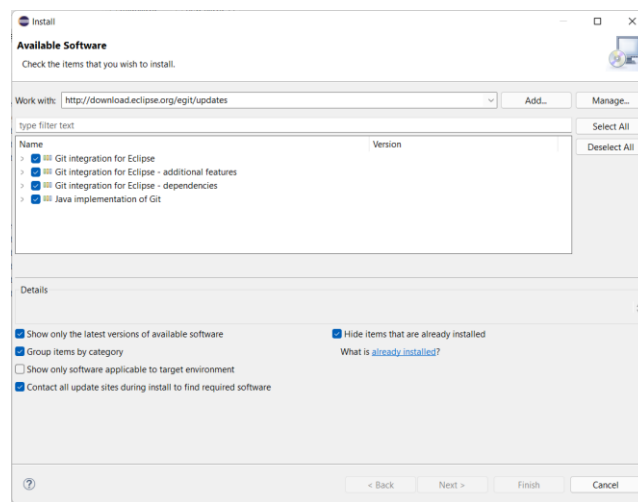 Install
Available Software
Check the items that you wish to install.
Work with: http://download.eclipse.org/egit/updates Add... Manage...
type filter text Select All
Name Version Deselect All
Git integration for Eclipse
Git integration for Eclipse - additional features
Git integration for Eclipse - dependencies
Java implementation of Git
Details
Show only the latest versions of available software Hide items that are already installed
Group items by category What is already installed?
Show only software applicable to target environment
Contact all update sites during install to find required software
? < Back Next > Finish Cancel